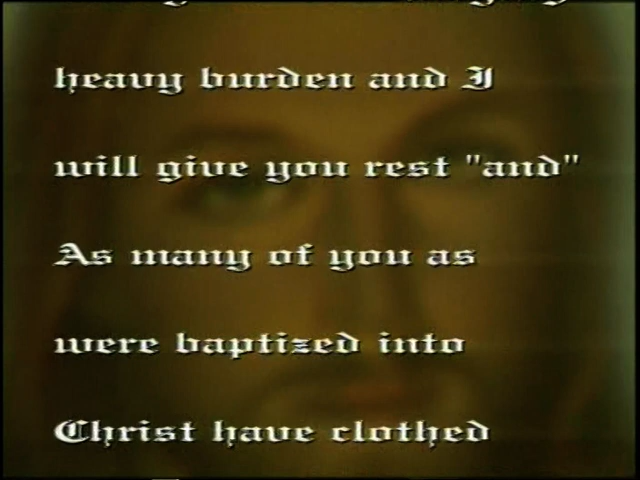 heavy burden and I
will give you rest "and"
As many of you as
were baptized into
Christ have clothed